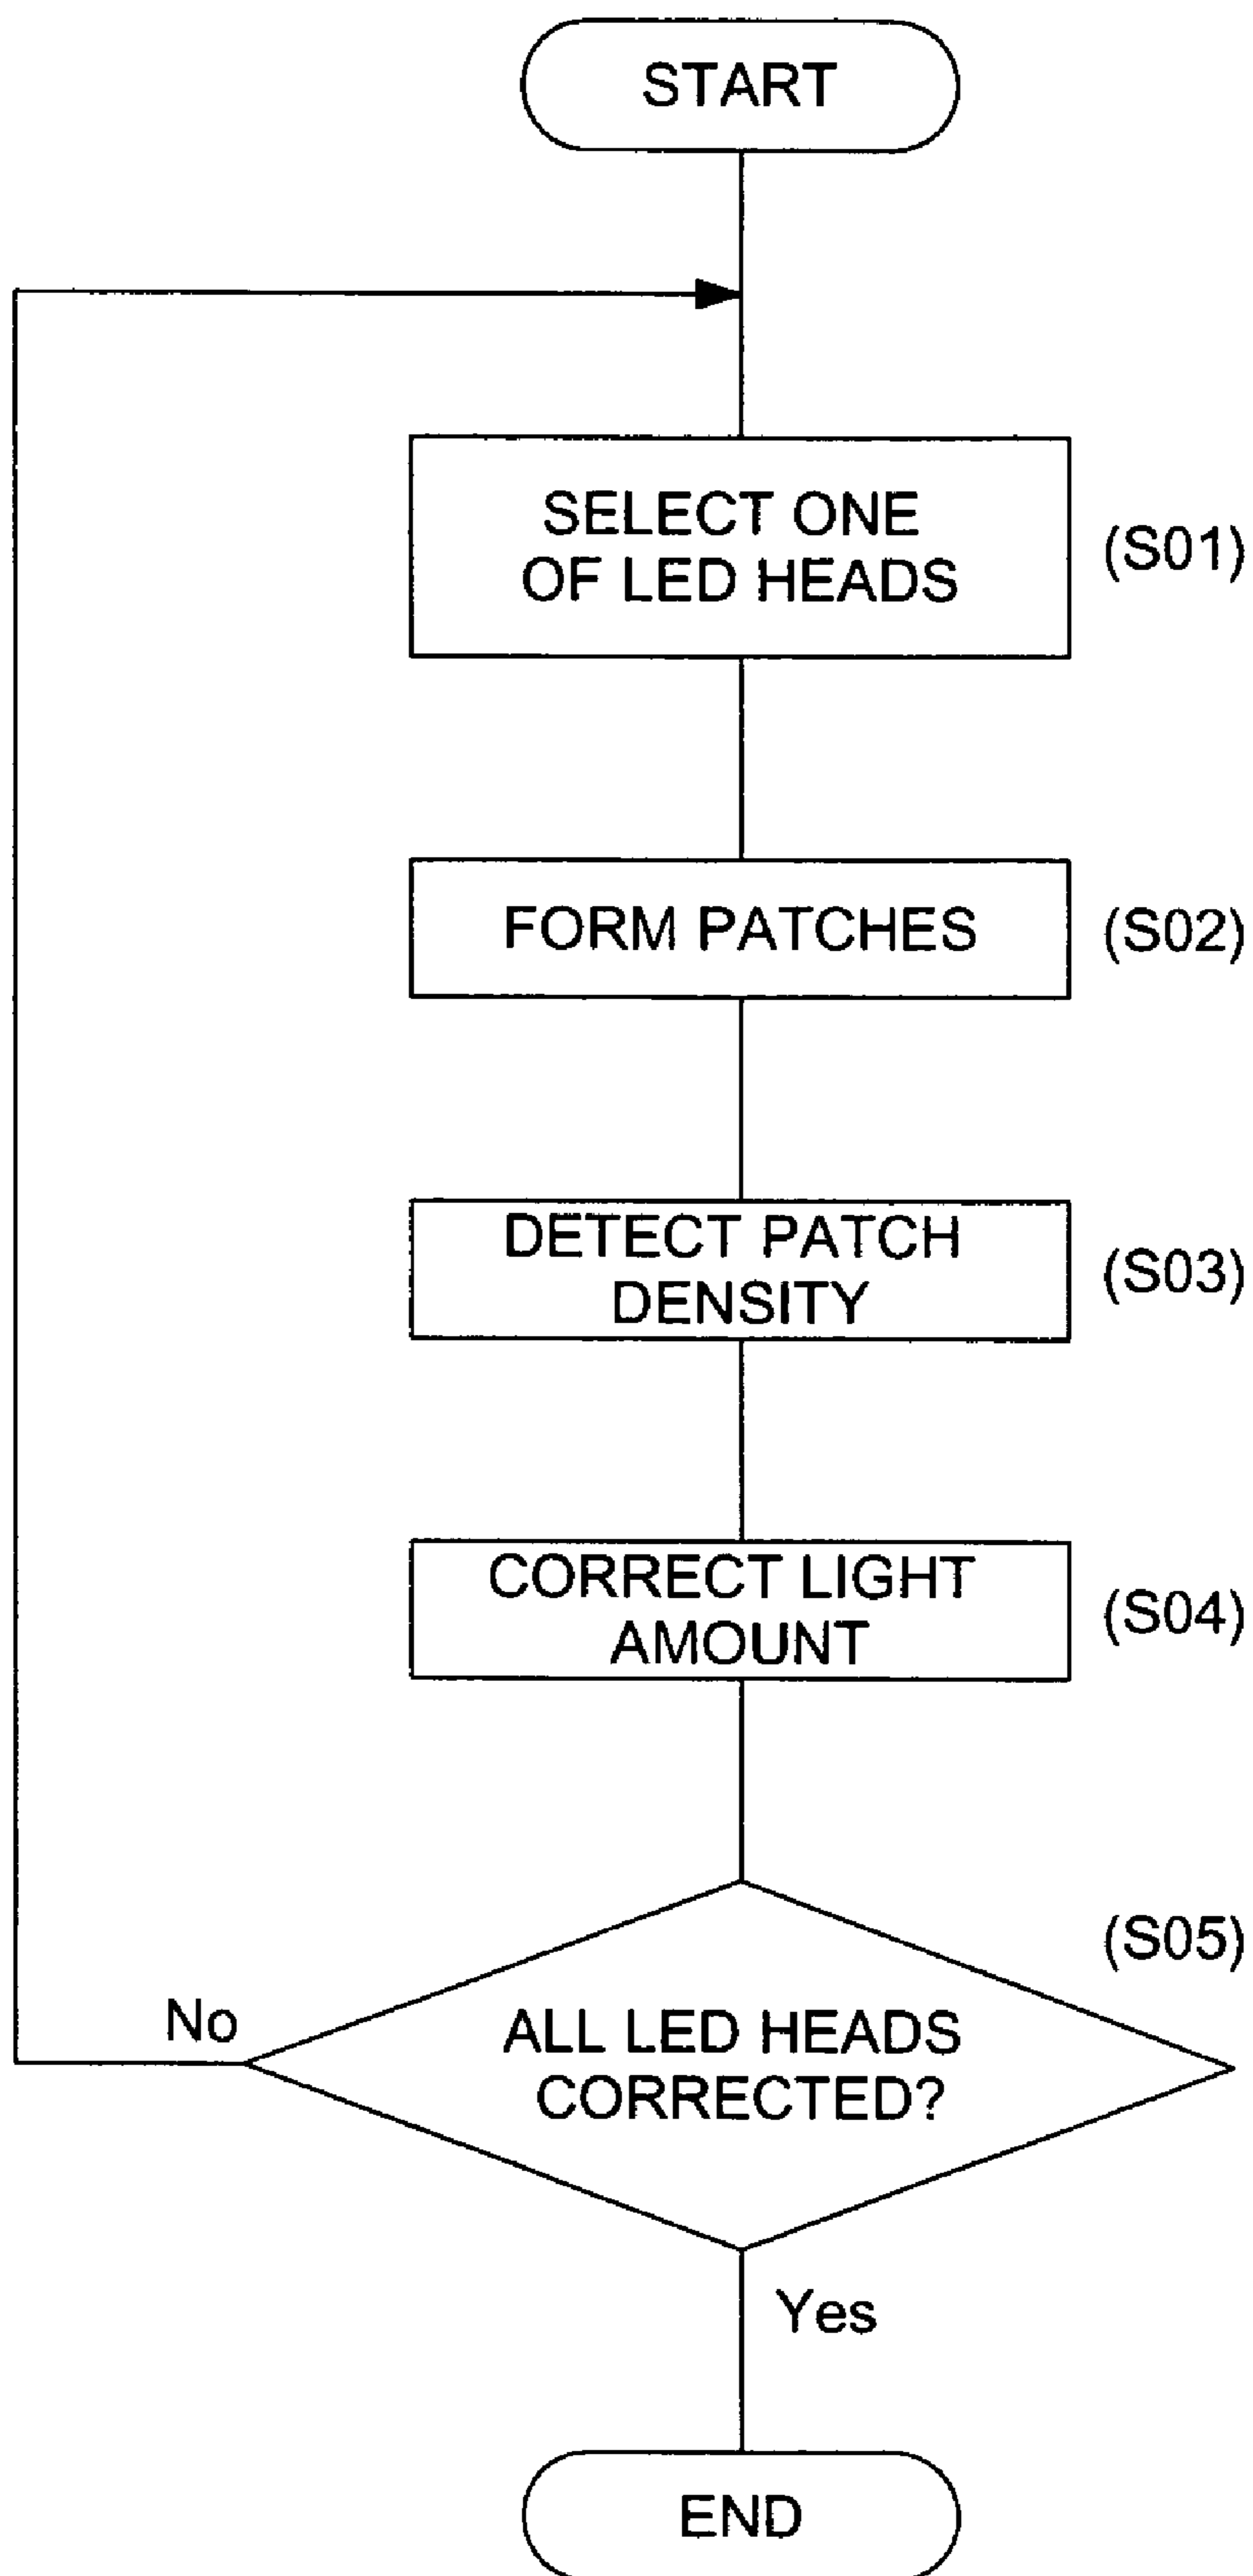 START
SELECT ONE
OF LED HEADS
(S01)
FORM PATCHES
(S02)
DETECT PATCH
DENSITY
(S03)
CORRECT LIGHT
AMOUNT
(S04)
(S05)
No
ALL LED HEADS
CORRECTED?
Yes
END